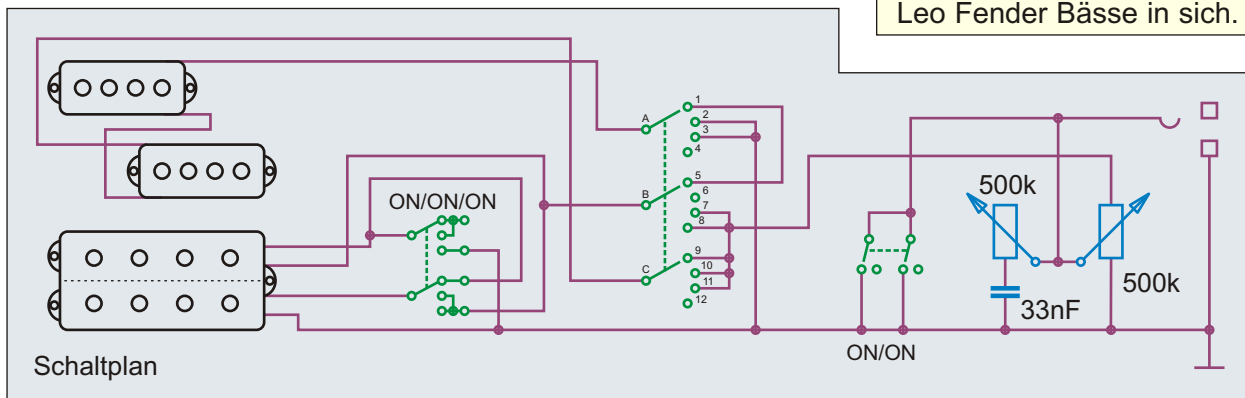 Leo Fender Bässe in sich.
A
1
2
3
4
B
5
6
7
8
C
9
10
11
12
ON/ON/ON
500k
500k
33nF
ON/ON
Schaltplan